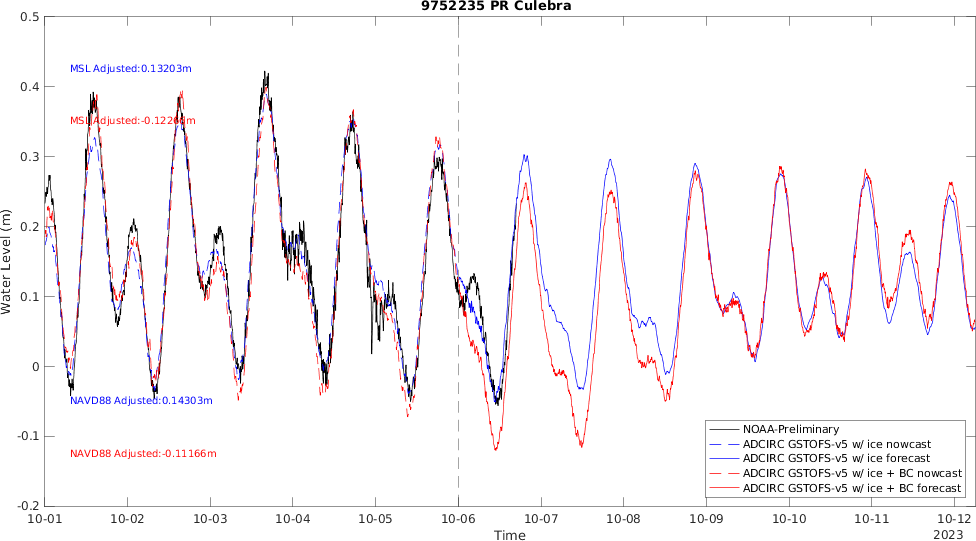 9752235 PR Culebra
0.5
0.4
0.3
0.2
0.1
0
-0.1
-0.2
Water Level (m)
MSL Adjusted:0.13203m
MSL Adjusted:-0.1226
NAVD88 Adjusted:0.14303m
NAVD88 Adjusted:-0.11166m
NOAA-Preliminary
ADCIRC GSTOFS-v5 w/ ice nowcast
ADCIRC GSTOFS-v5 w/ ice forecast
ADCIRC GSTOFS-v5 w/ ice + BC nowcast
ADCIRC GSTOFS-v5 w/ ice + BC forecast
10-01 10-02 10-03 10-04 10-05 10-06 10-07 10-08 10-09 10-10 10-11 10-12
Time
2023